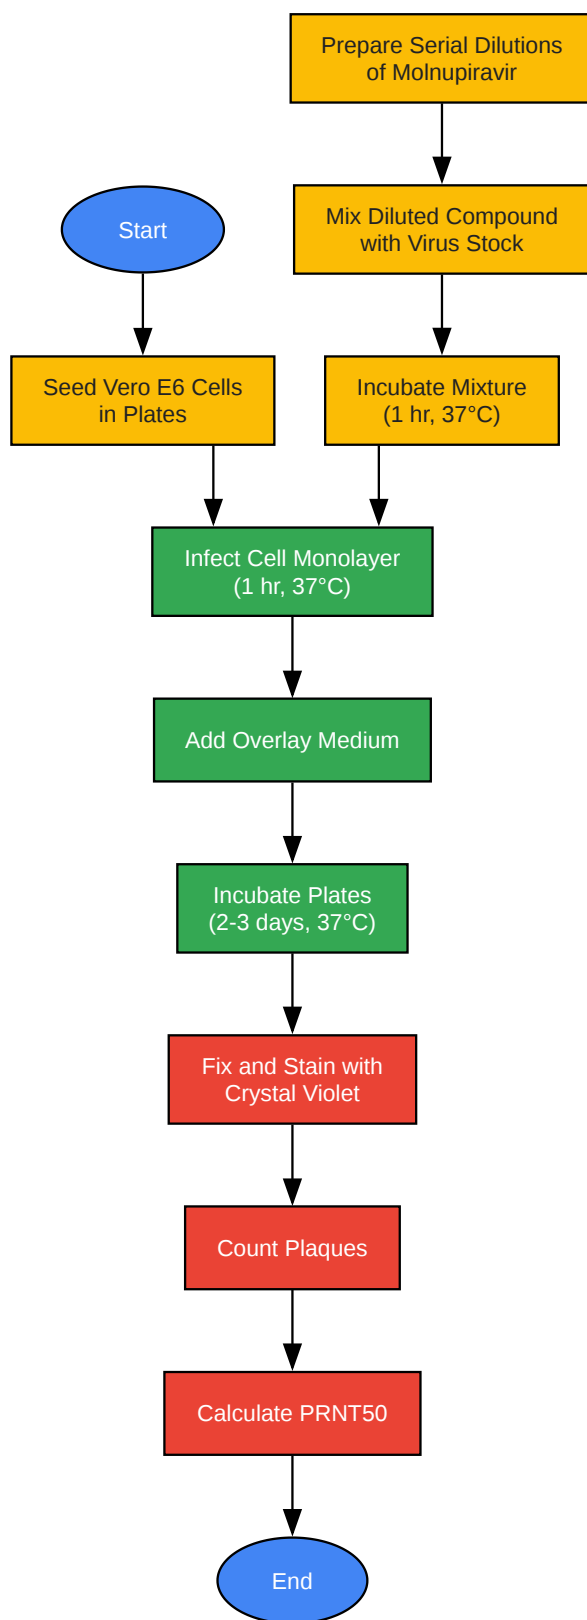 Prepare Serial Dilutions
of Molnupiravir
Mix Diluted Compound
with Virus Stock
Start
Seed Vero E6 Cells
in Plates
Incubate Mixture
(1 hr, 37°C)
Infect Cell Monolayer
(1 hr, 37°C)
Add Overlay Medium
Incubate Plates
(2-3 days, 37°C)
Fix and Stain with
Crystal Violet
Count Plaques
Calculate PRNT50
End